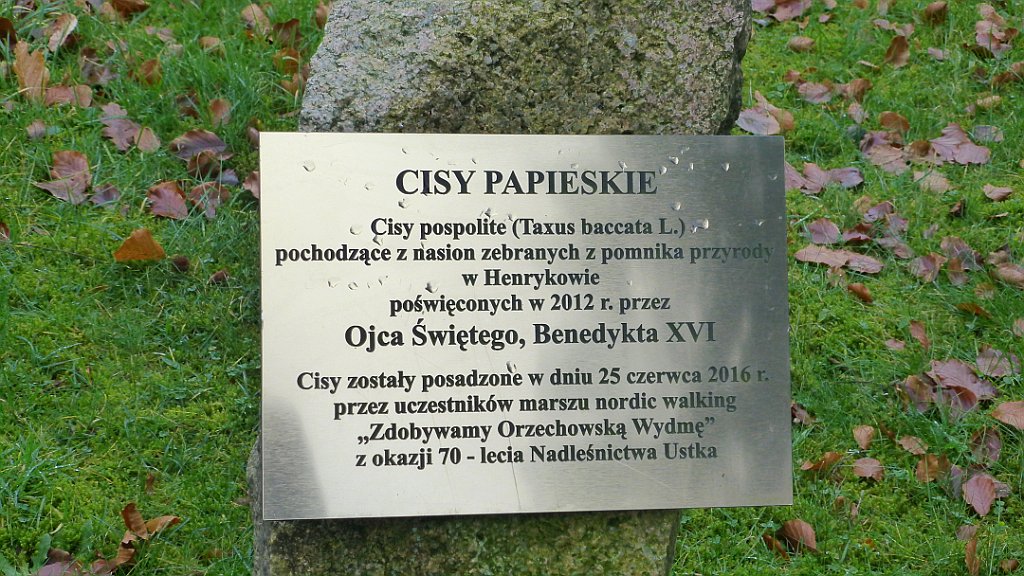 CISY PAPIESKIE
Cisy pospolite (Taxus baccata L.)
pochodzące z nasion zebranych z pomnika przyrody
w Henrykowie
poświęconych w 2012 r. przez
Ojca Świętego, Benedykta XVI
Cisy zostały posadzone w dniu 25 czerwca 2016 r.
przez uczestników marszu nordic walking
„Zdobywamy Orzechowską Wydmę”
z okazji 70 - lecia Nadleśnictwa Ustka